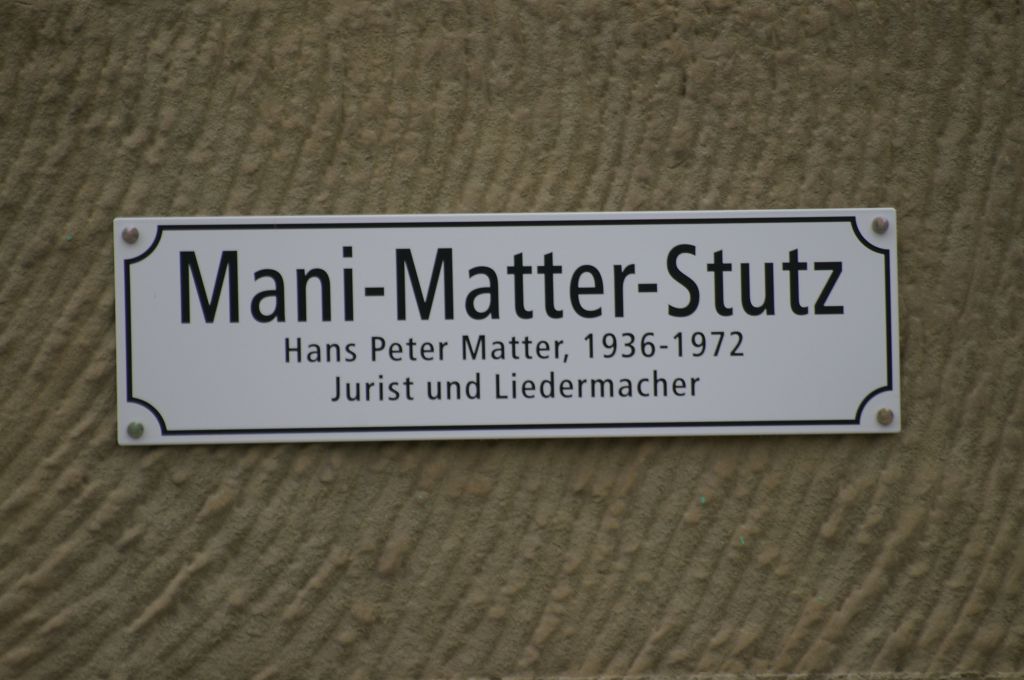 Mani-Matter-Stutz
Hans Peter Matter, 1936-1972
Jurist und Liedermacher